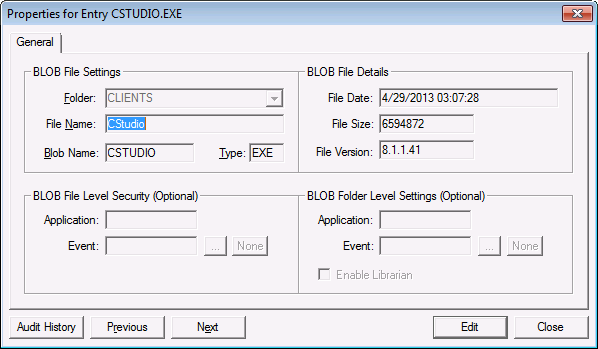 Properties for Entry CSTUDIO.EXE
General
BLOB File Settings
Folder: CLIENTS
File Name: CStudio
Blob Name: CSTUDIO Type: EXE
BLOB File Details
File Date: 4/29/2013 03:07:28
File Size: 6594872
File Version: 8.1.1.41
BLOB File Level Security (Optional)
Application:
Event: ... None
BLOB Folder Level Settings (Optional)
Application:
Event: ... None
Enable Librarian
Audit History Previous Next Edit Close